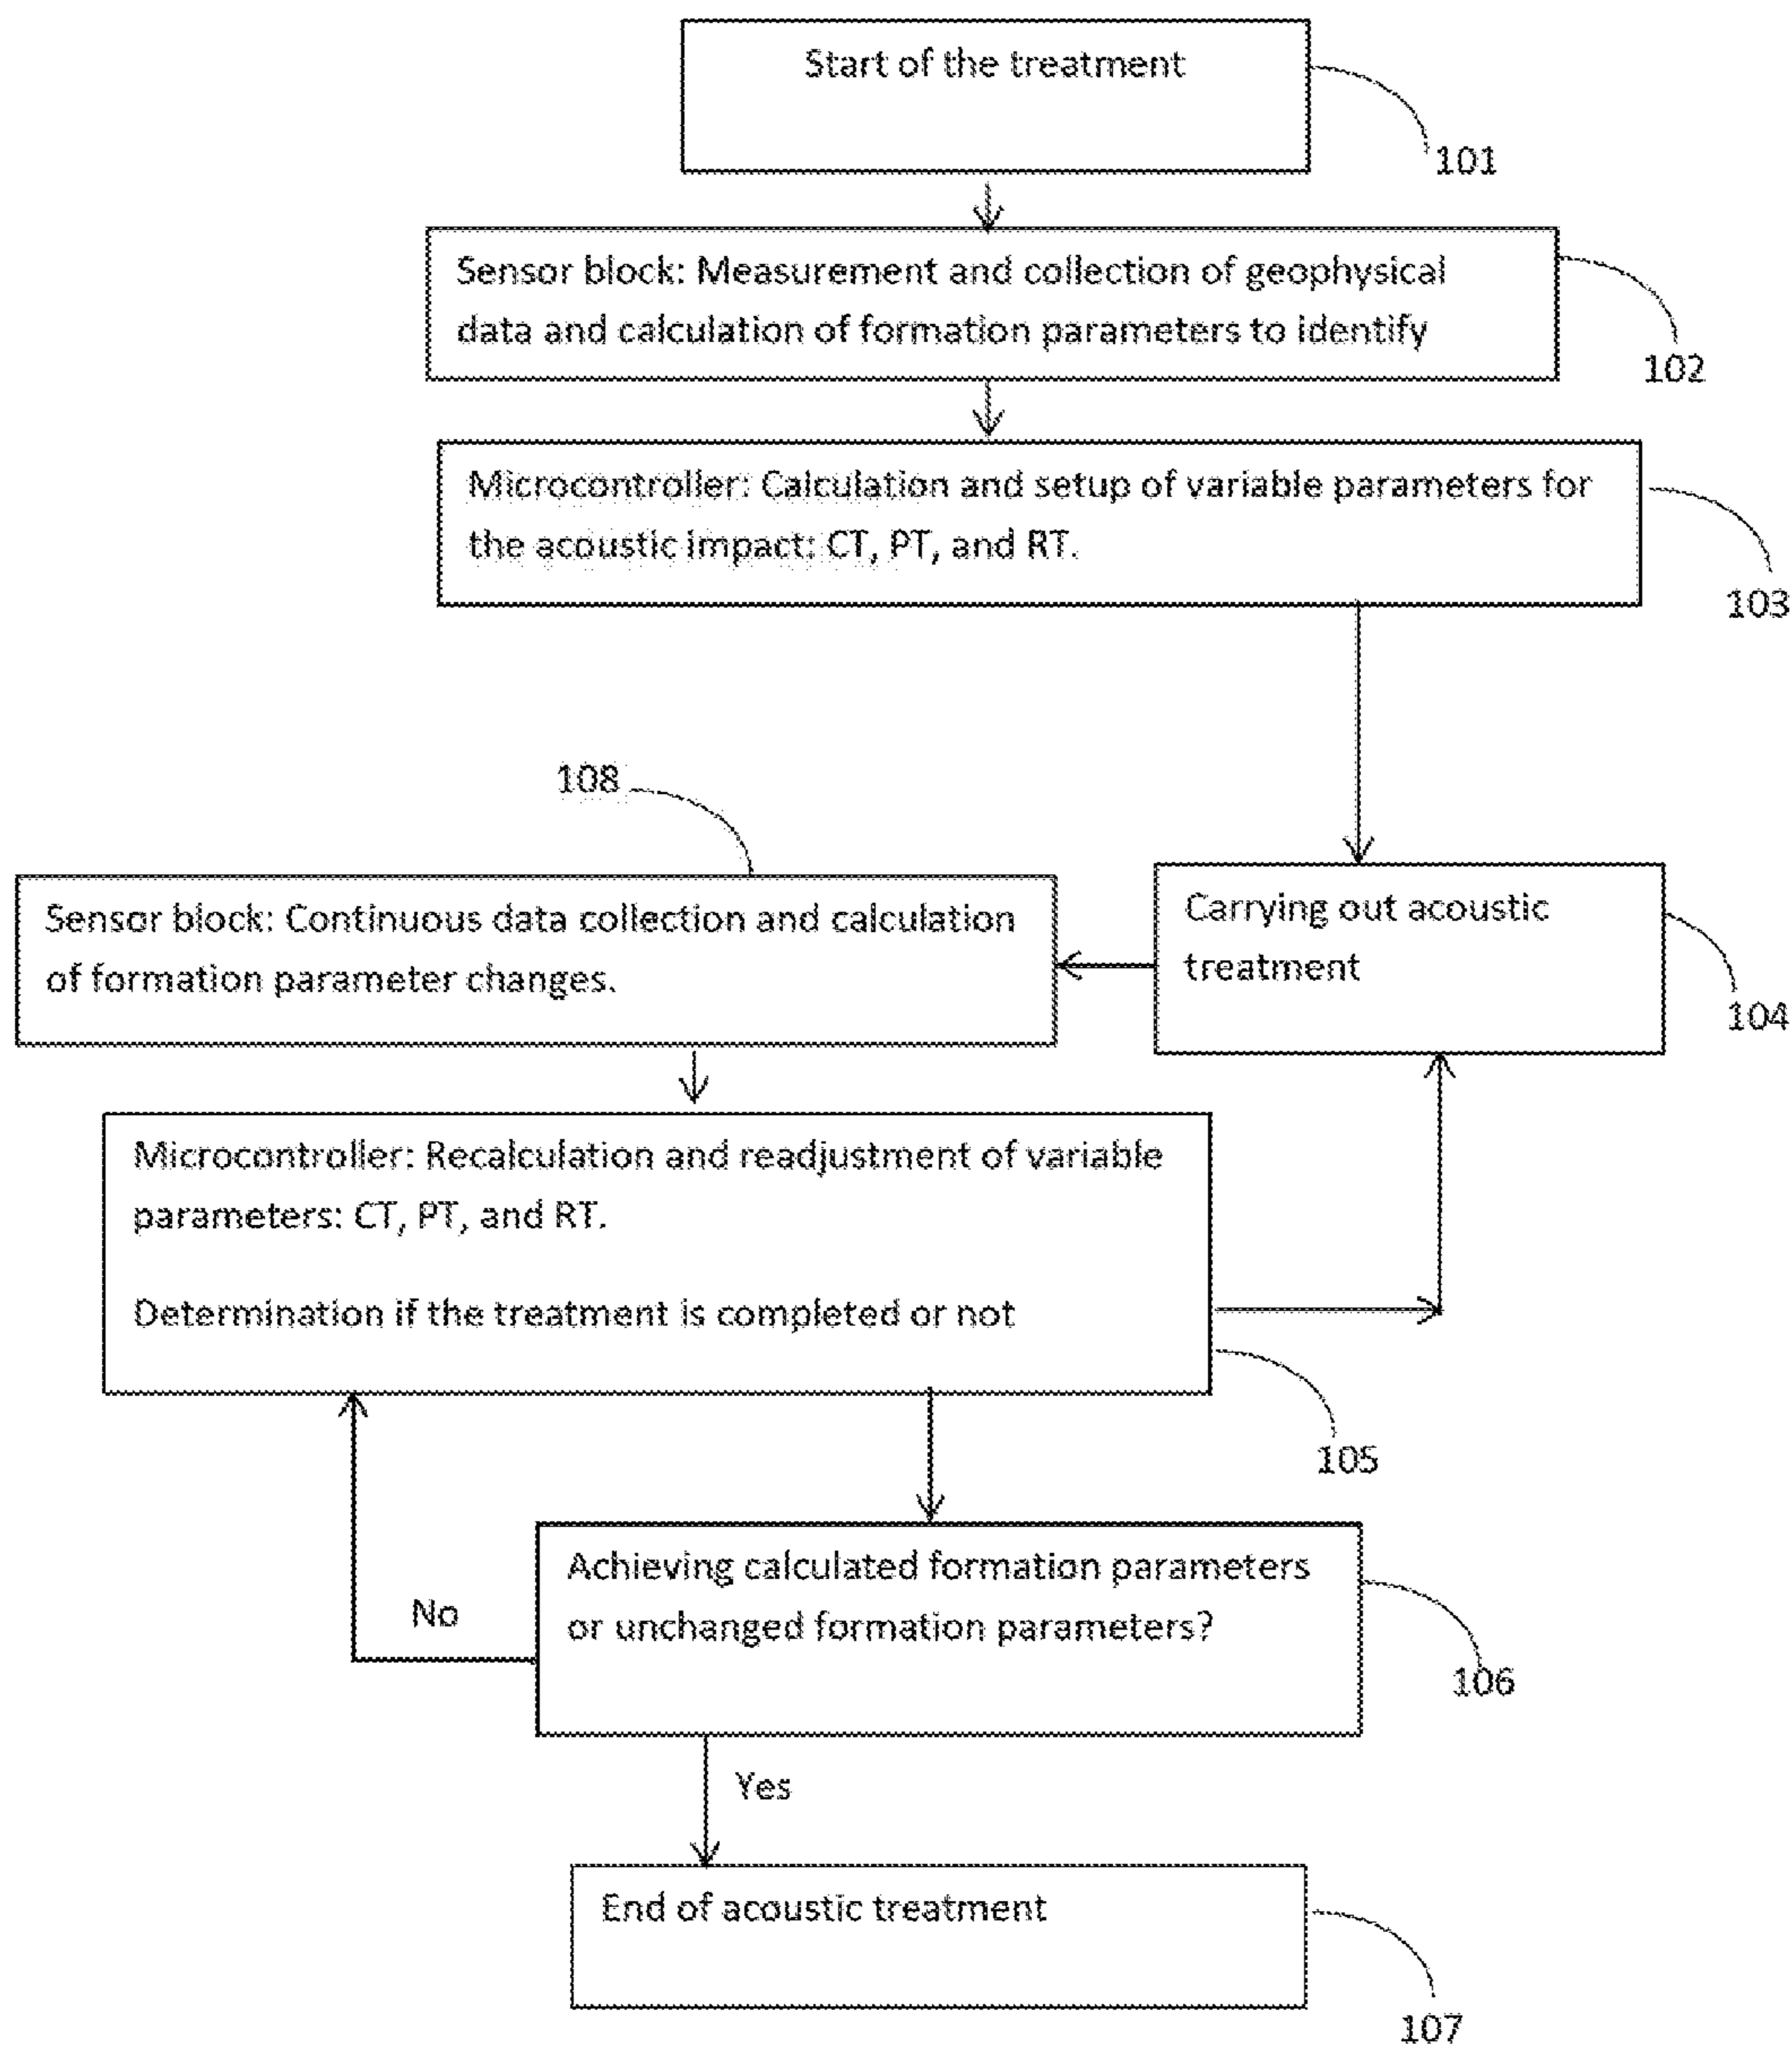 Start of the treatment
101
Sensor block: Measurement and collection of geophysical
data and calculation of formation parameters to identify
102
Microcontroller: Calculation and setup of variable parameters for
the acoustic impact: CT, PT, and RT.
103
108
Sensor block: Continuous data collection and calculation
of formation parameter changes.
Carrying out acoustic
treatment
104
Microcontroller: Recalculation and readjustment of variable
parameters: CT, PT, and RT.
Determination if the treatment is completed or not
105
Achieving calculated formation parameters
or unchanged formation parameters?
No
106
Yes
End of acoustic treatment
107